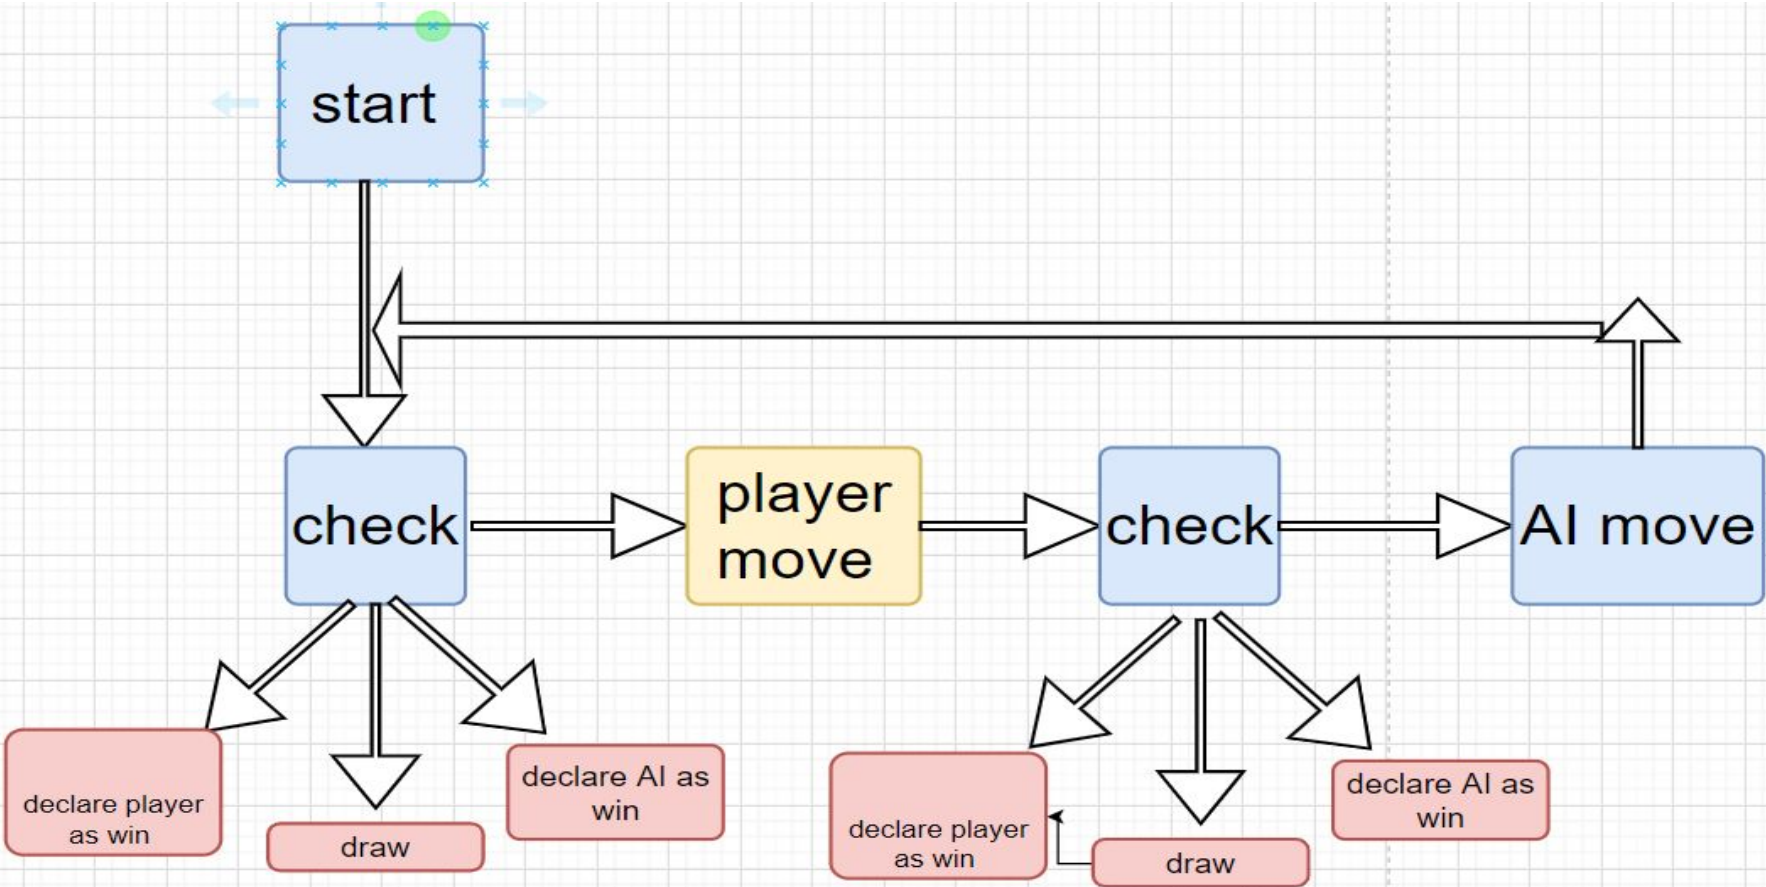 start
check
player
move
check
AI move
declare player
as win
draw
declare AI as
win
declare player
as win
draw
declare AI as
win